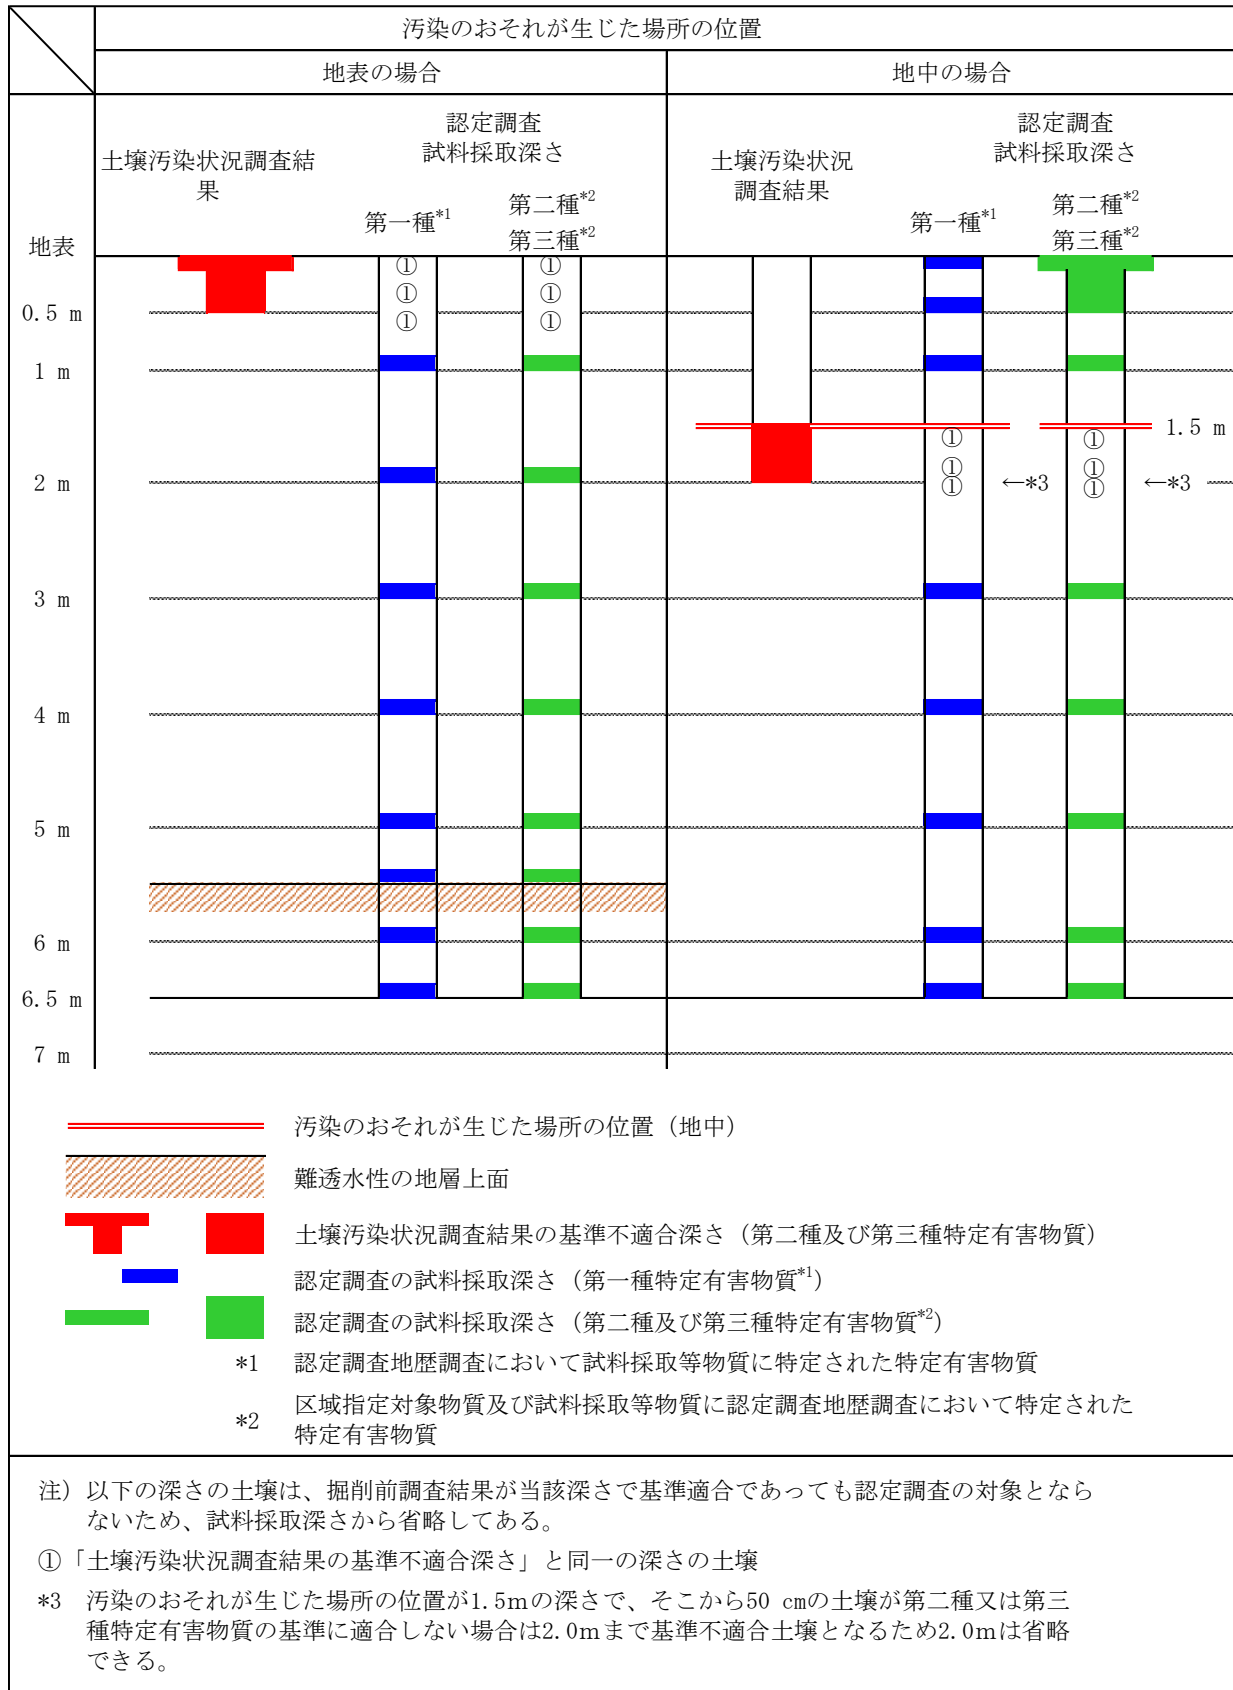 汚染のおそれが生じた場所の位置
地表の場合
地中の場合
土壌汚染状況調査結
果
認定調査
試料採取深さ
第一種*1
第二種*2
第三種*2
土壌汚染状況
調査結果
認定調査
試料採取深さ
第一種*1
第二種*2
第三種*2
地表
① ① 
① ① 
① ① 
0.5 m
1 m
1.5 m
① ①
① ①
① ←*3 ① ←*3
2 m
3 m
4 m
5 m
6 m
6.5 m
7 m
汚染のおそれが生じた場所の位置（地中）
難透水性の地層上面
土壌汚染状況調査結果の基準不適合深さ（第二種及び第三種特定有害物質）
認定調査の試料採取深さ（第一種特定有害物質*1）
認定調査の試料採取深さ（第二種及び第三種特定有害物質*2）
*1 認定調査地歴調査において試料採取等物質に特定された特定有害物質
*2 区域指定対象物質及び試料採取等物質に認定調査地歴調査において特定された
特定有害物質
注）以下の深さの土壌は、掘削前調査結果が当該深さで基準適合であっても認定調査の対象となら
ないため、試料採取深さから省略してある。
①「土壌汚染状況調査結果の基準不適合深さ」と同一の深さの土壌
*3 汚染のおそれが生じた場所の位置が1.5mの深さで、そこから50 cmの土壌が第二種又は第三
種特定有害物質の基準に適合しない場合は2.0mまで基準不適合土壌となるため2.0mは省略
できる。